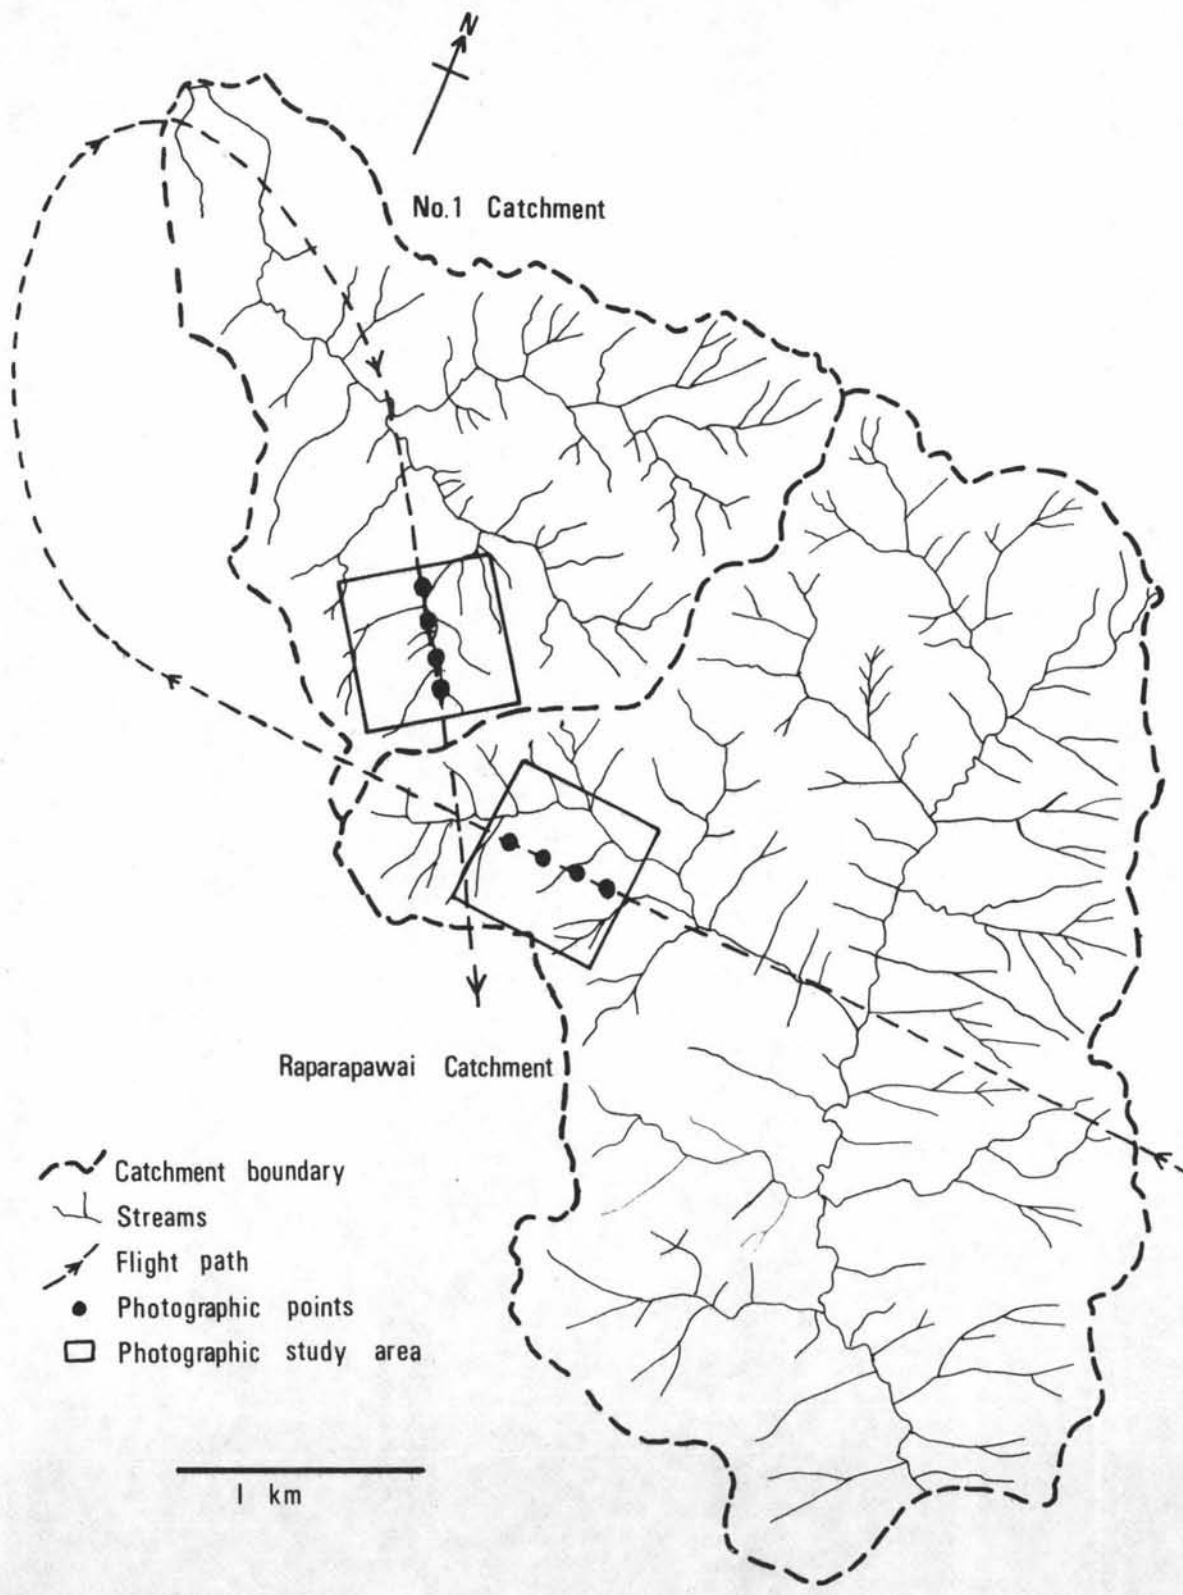 N
No.1 Catchment
Raparapawai Catchment
Catchment boundary
Streams
Flight path
Photographic points
Photographic study area
1 km